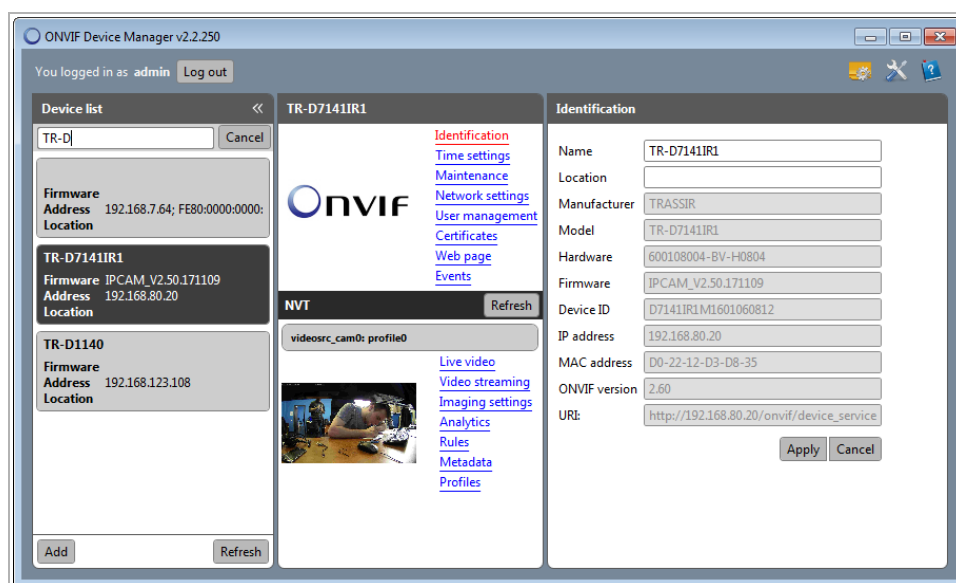 ONVIF Device Manager v2.2.250
You logged in as admin Log out
Device list «
TR-D Cancel
Firmware
Address 192.168.7.64; FE80:0000:0000:
Location
TR-D7141IR1
Firmware IPCAM_V2.50.171109
Address 192.168.80.20
Location
TR-D1140
Firmware
Address 192.168.123.108
Location
Add Refresh
TR-D7141IR1
ONVIF
Identification
Time settings
Maintenance
Network settings
User management
Certificates
Web page
Events
NVT Refresh
videosrc_cam0: profile0
Live video
Video streaming
Imaging settings
Analytics
Rules
Metadata
Profiles
Identification
Name TR-D7141IR1
Location
Manufacturer TRASSIR
Model TR-D7141IR1
Hardware 600108004-BV-H0804
Firmware IPCAM_V2.50.171109
Device ID D7141IR1M1601060812
IP address 192.168.80.20
MAC address D0-22-12-D3-D8-35
ONVIF version 2.60
URI: http://192.168.80.20/onvif/device_service
Apply Cancel